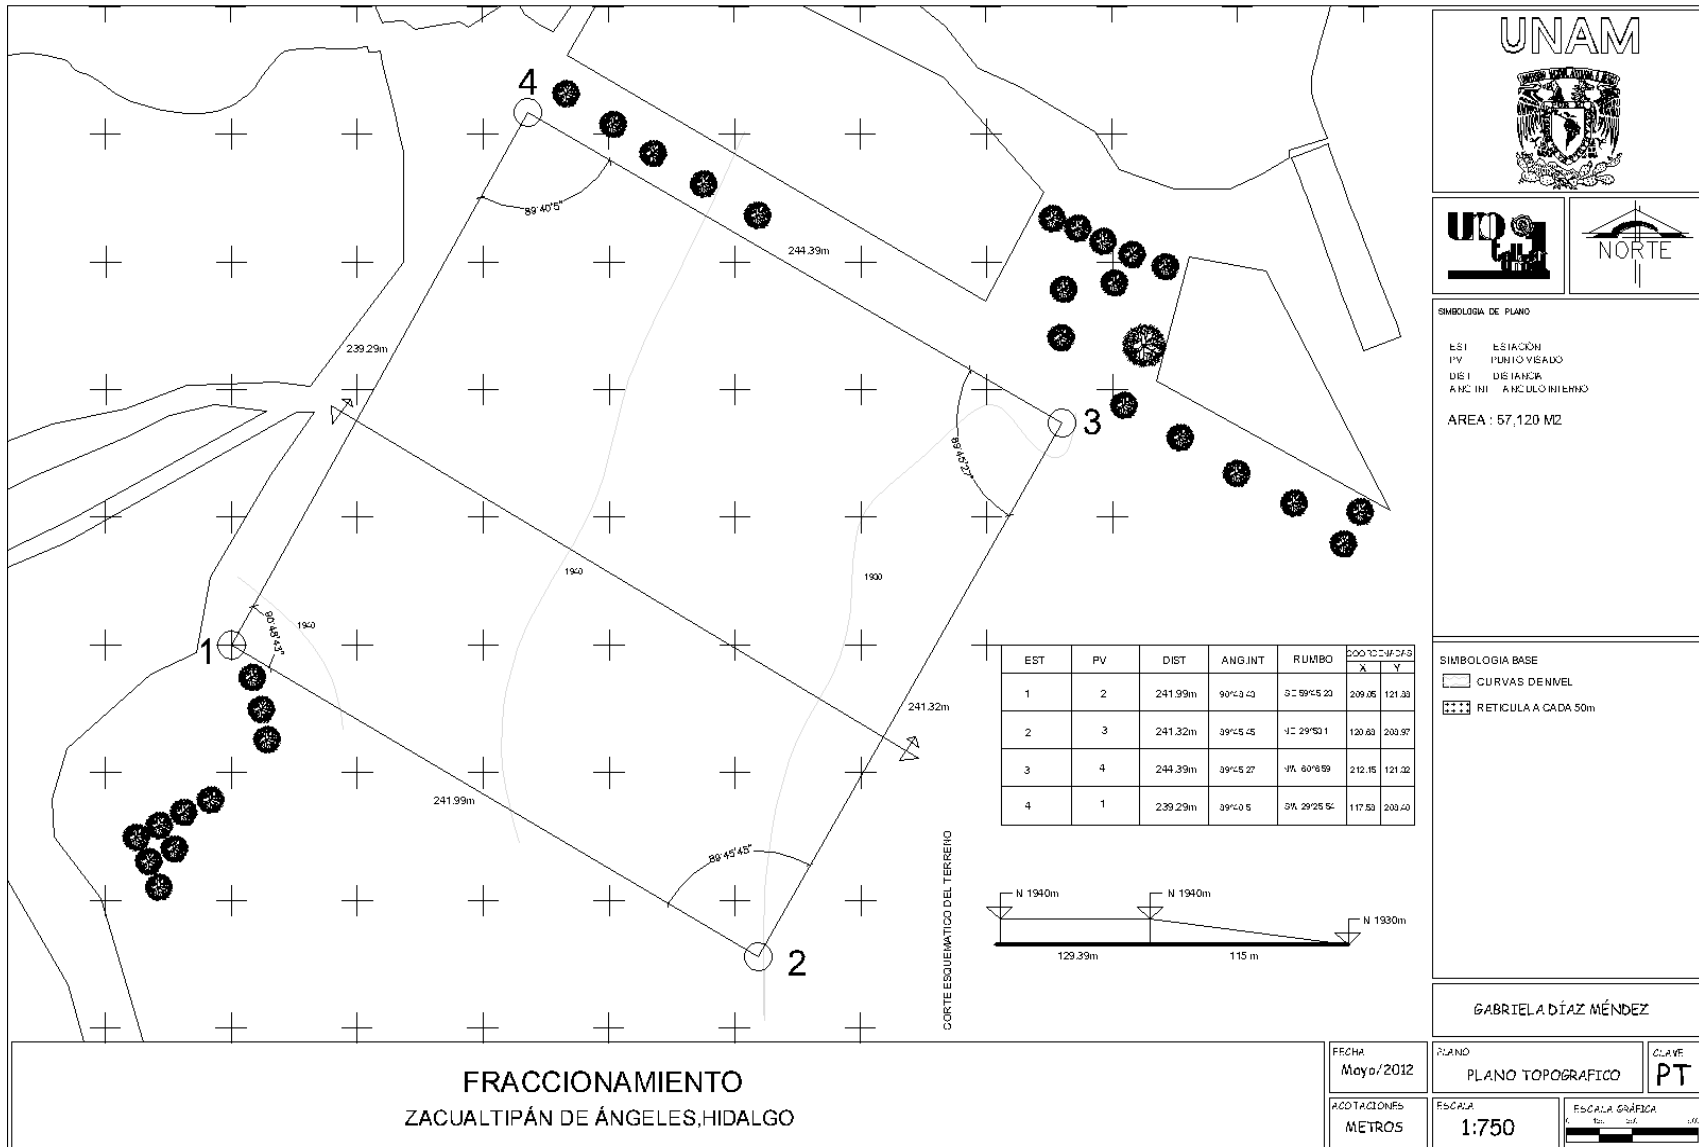 4
89°40'5"
244.39m
239.29m
3
89°45'27"
1940
1930
1940
90°48'43"
1
241.32m
241.99m
89°45'45"
2
EST PV DIST ANG.INT RUMBO COORDENADAS
X Y
1 2 241.99m
2 3 241.32m
3 4 244.39m
4 1 239.29m
CORTE ESQUEMATICO DEL TERRENO
N 1940m
N 1940m
N 1930m
129.39m
115 m
UNAM
NORTE
SIMBOLOGIA DE PLANO
EST ESTACIÓN
PV PUNTO VISADO
DIST DISTANCIA
ANG INT ANGULO INTERNO
AREA : 57,120 M2
SIMBOLOGIA BASE
CURVAS DE NIVEL
RETICULA A CADA 50m
GABRIELA DÍAZ MÉNDEZ
FRACCIONAMIENTO
ZACUALTIPÁN DE ÁNGELES,HIDALGO
FECHA
Mayo/2012
PLANO
PLANO TOPOGRAFICO
CLAVE
PT
ACOTACIONES
METROS
ESCALA
1:750
ESCALA GRÁFICA